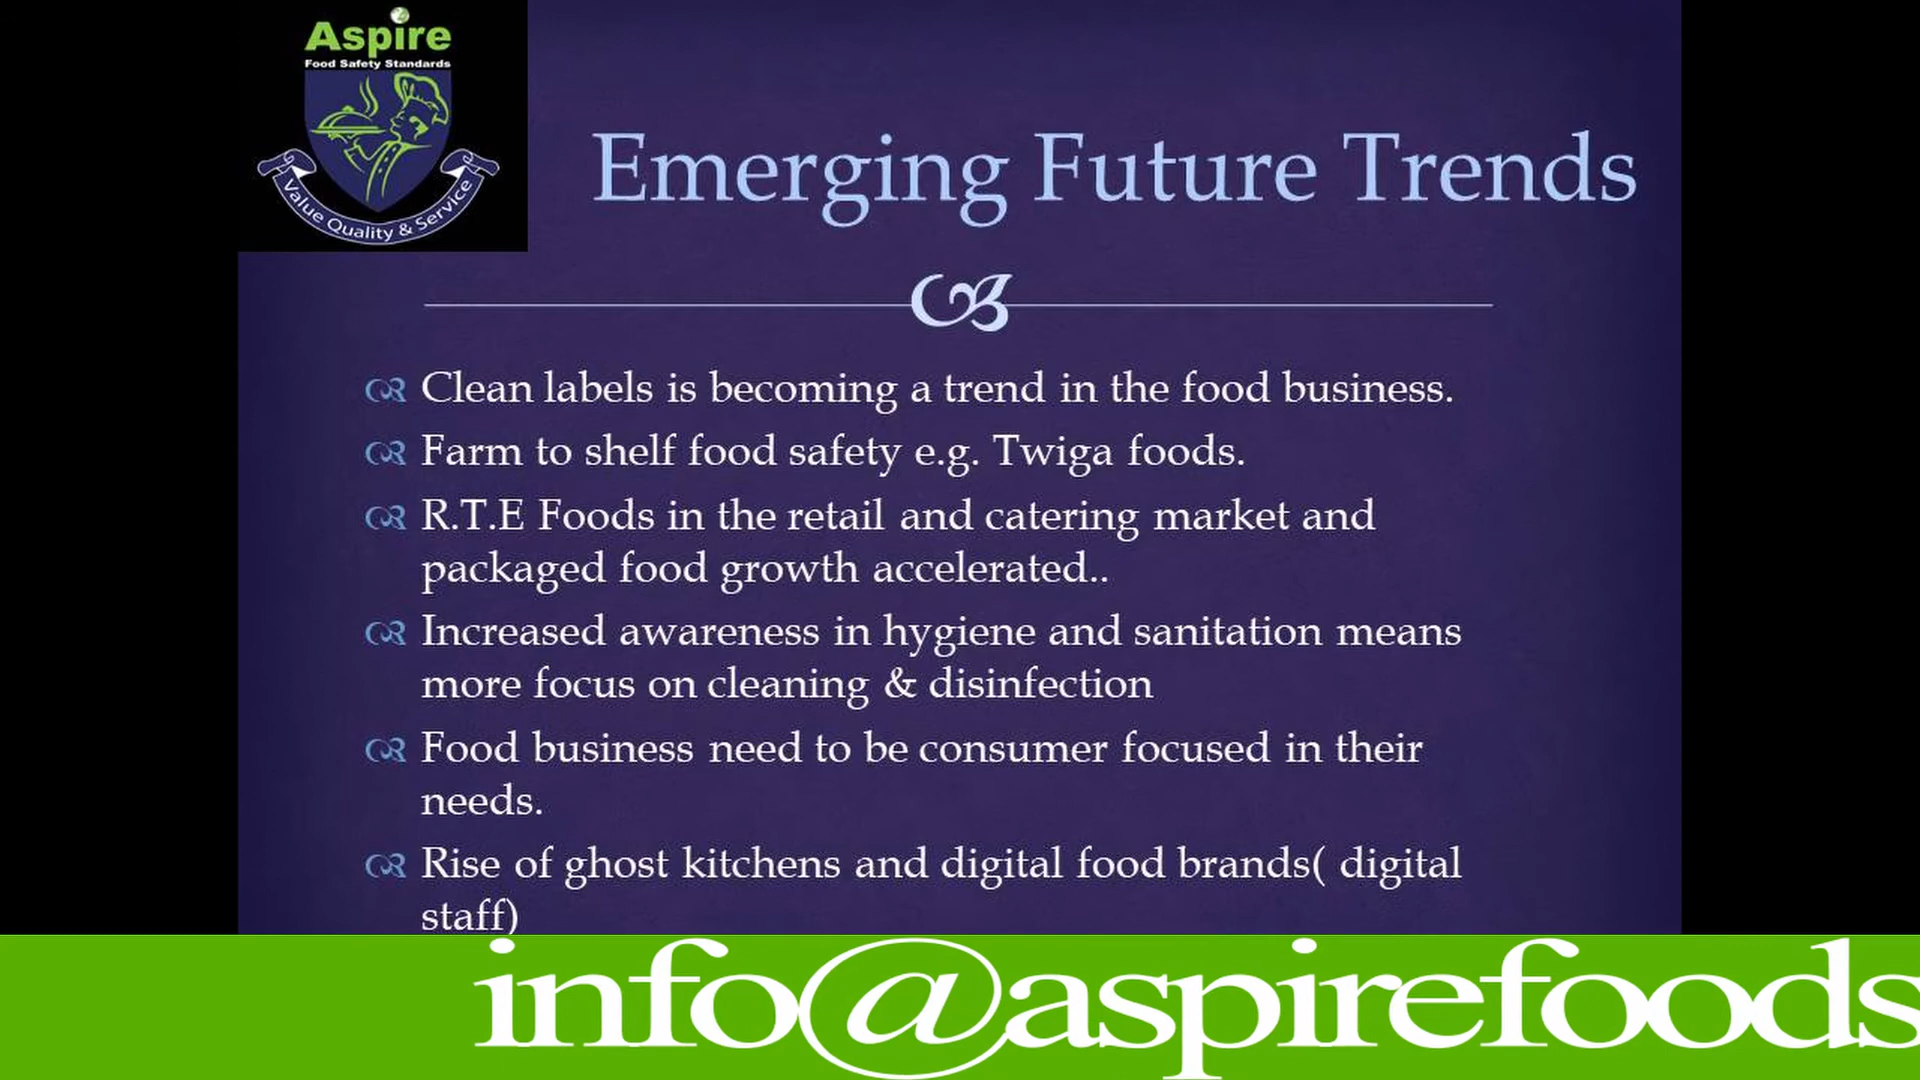 Aspire
Food Safety Standards
Value Quality & Service
Emerging Future Trends
Clean labels is becoming a trend in the food business.
Farm to shelf food safety e.g. Twiga foods.
R.T.E Foods in the retail and catering market and
packaged food growth accelerated..
Increased awareness in hygiene and sanitation means
more focus on cleaning & disinfection
Food business need to be consumer focused in their
needs.
Rise of ghost kitchens and digital food brands( digital
staff)
info@aspirefoods